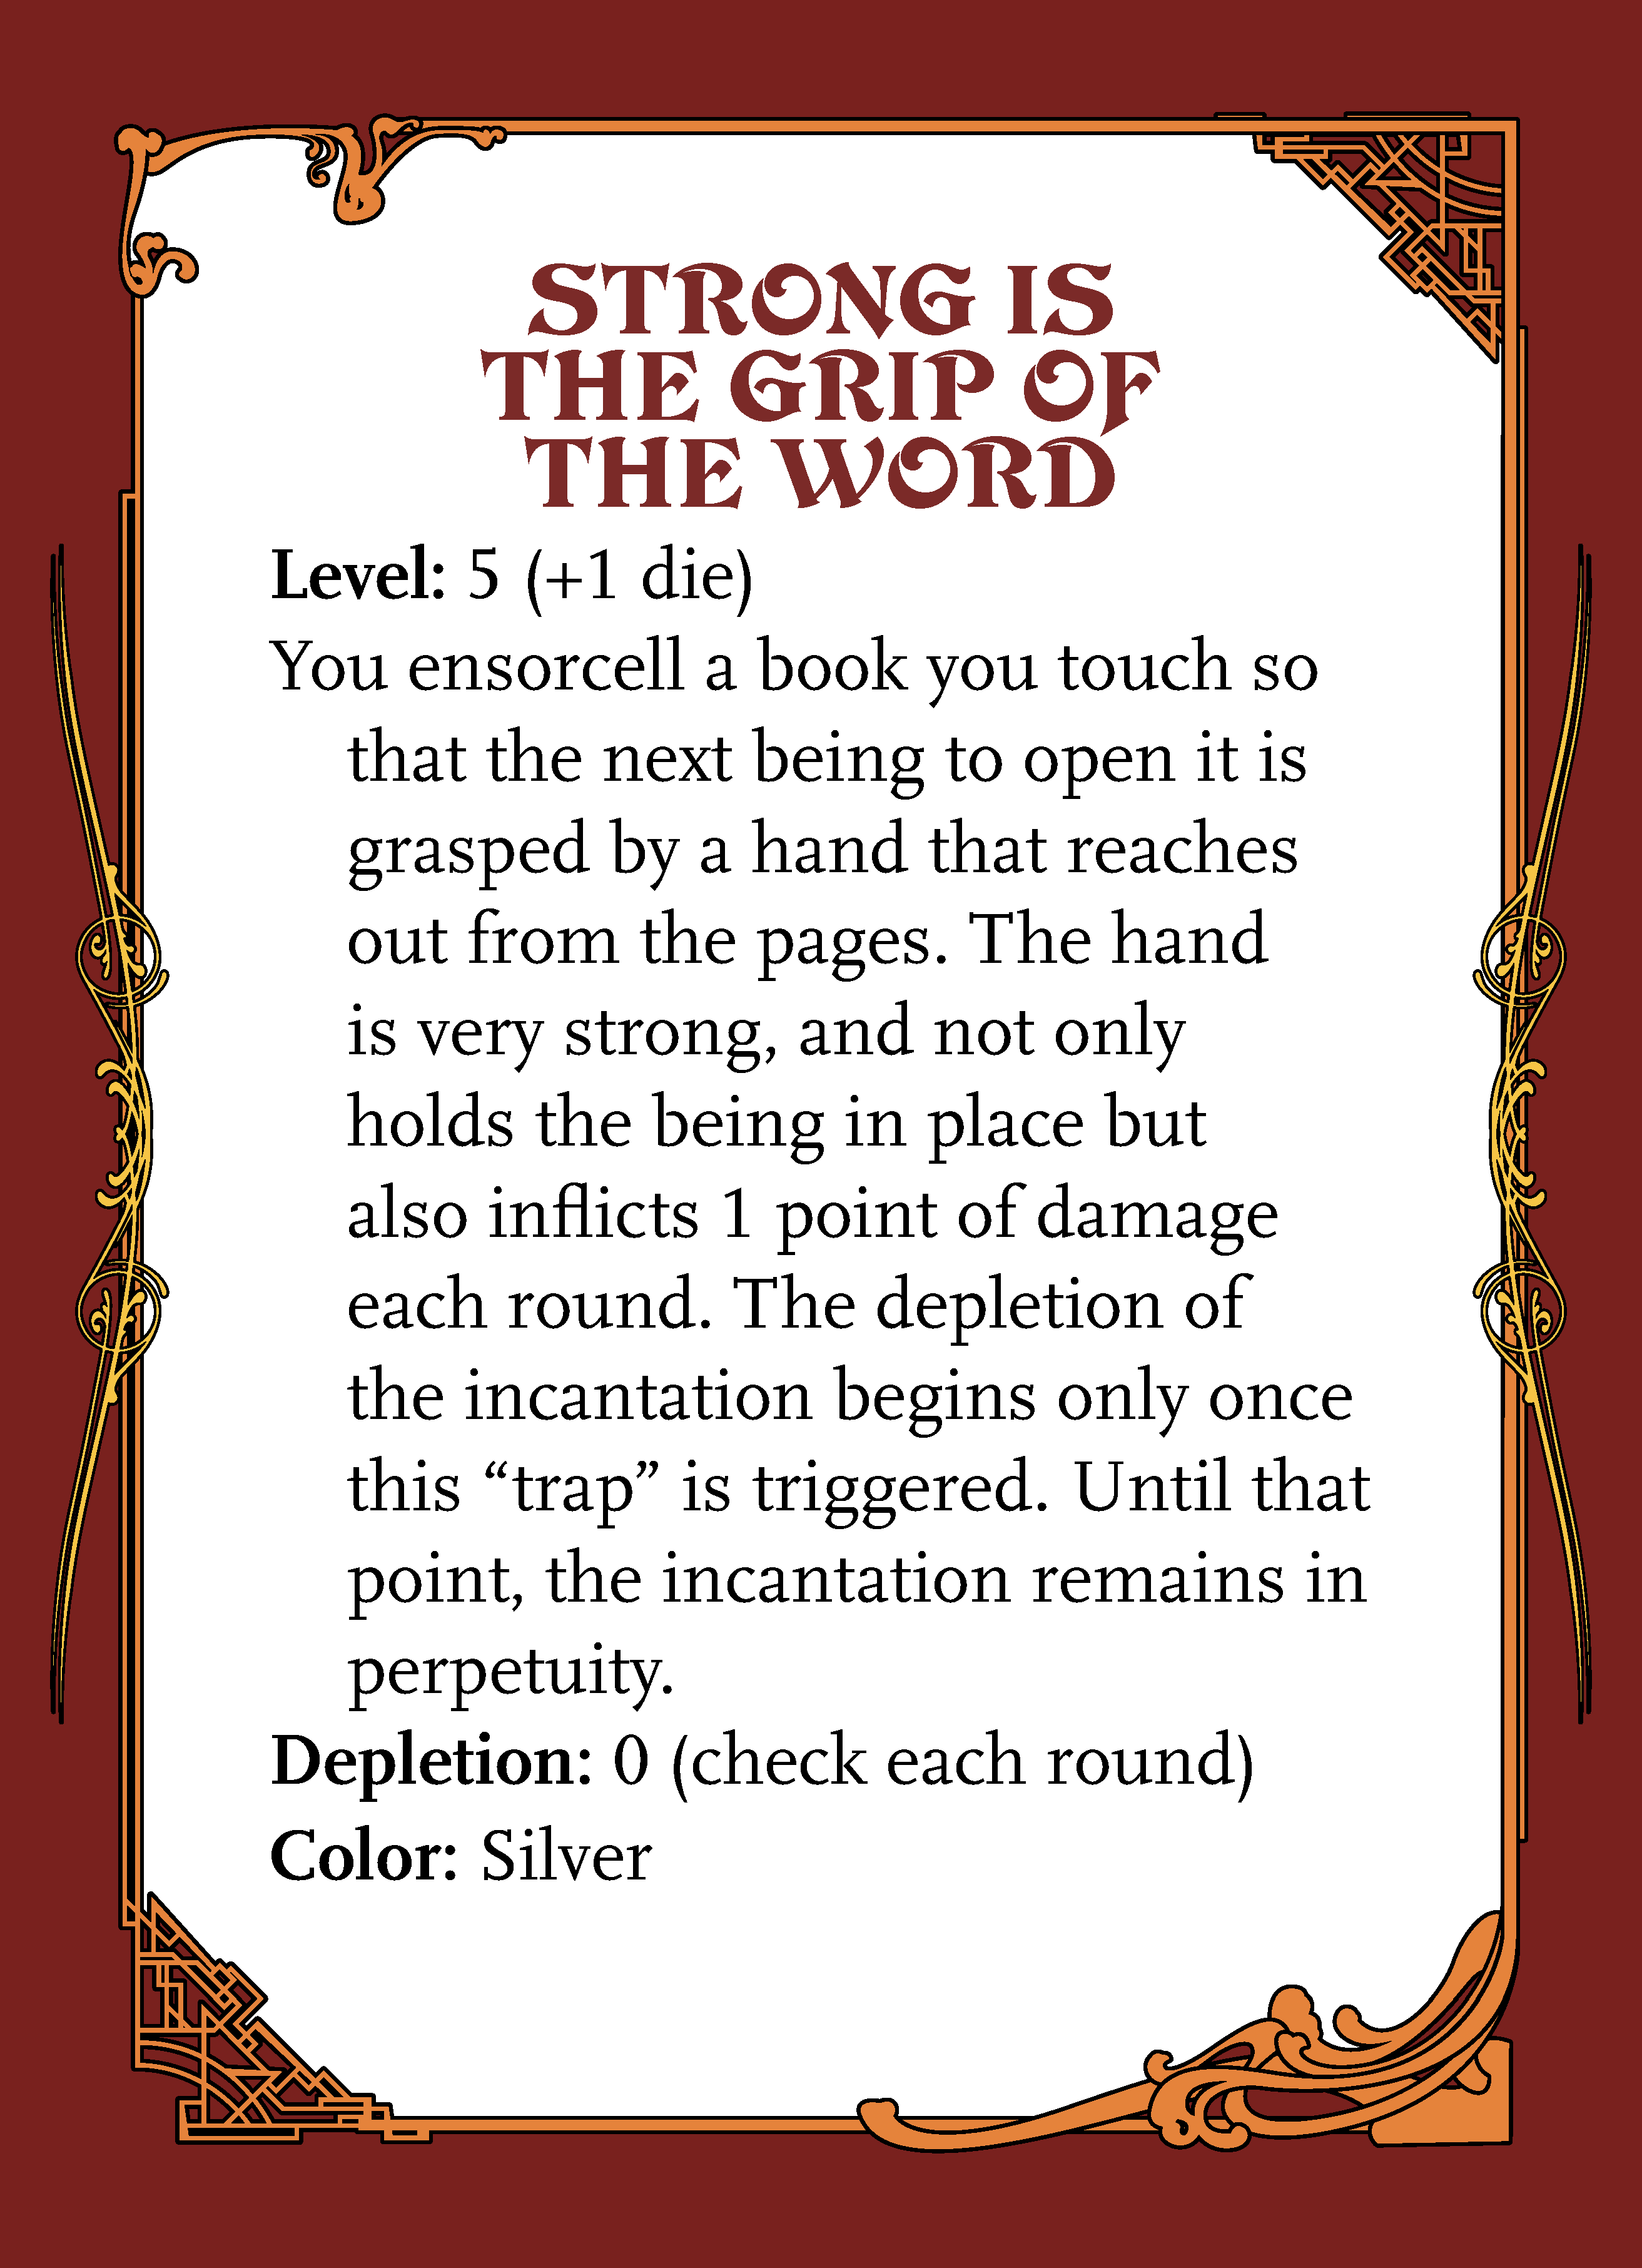 STRONG IS
THE GRIP OF
THE WORD
Level: 5 (+1 die)
You ensorcell a book you touch so
that the next being to open it is
grasped by a hand that reaches
out from the pages. The hand
is very strong, and not only
holds the being in place but
also inflicts 1 point of damage
each round. The depletion of
the incantation begins only once
this “trap” is triggered. Until that
point, the incantation remains in
perpetuity.
Depletion: 0 (check each round)
Color: Silver